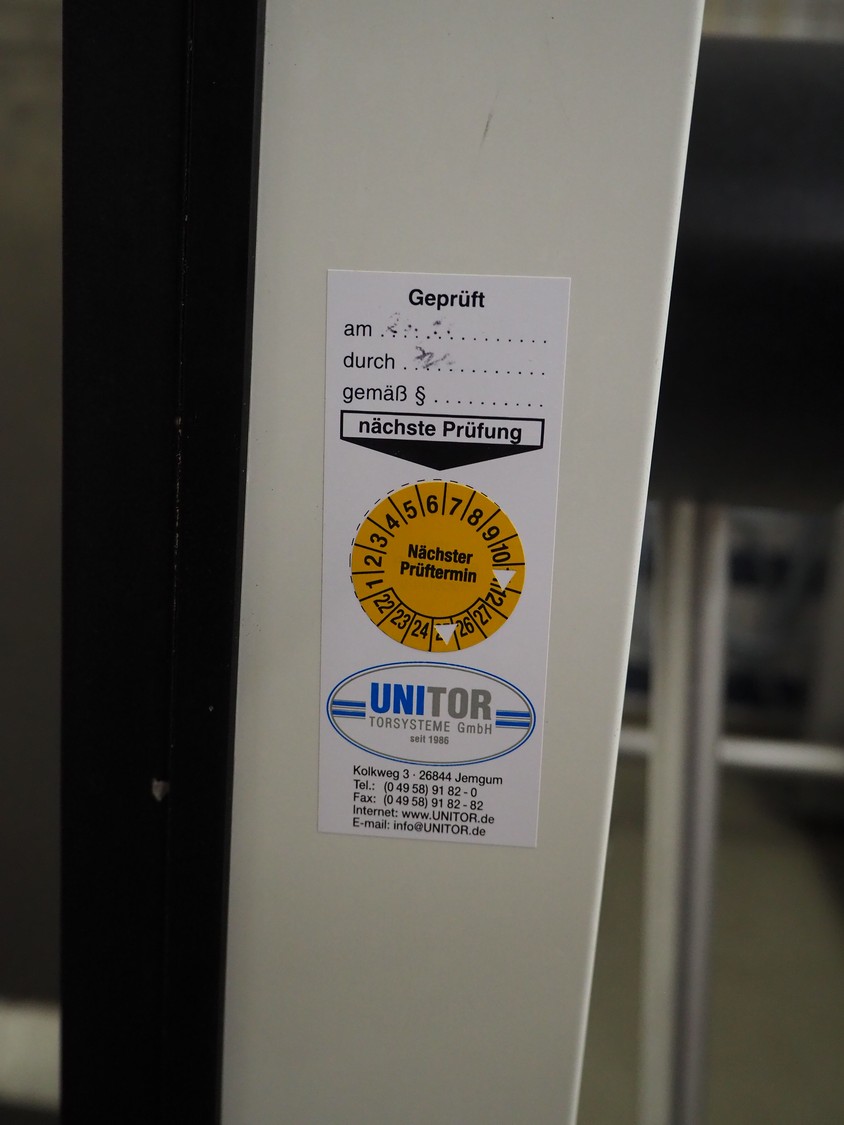 Geprüft
am
durch
gemäß §
nächste Prüfung
1 2 3 4 5 6 7 8 9 10 12
Nächster
Prüftermin
22 23 24 26 27
UNITOR
TORSYSTEME GmbH
seit 1986
Kolkweg 3 · 26844 Jemgum
Tel.: (0 49 58) 91 82 - 0
Fax: (0 49 58) 91 82 - 82
Internet: www.UNITOR.de
E-mail: info@UNITOR.de